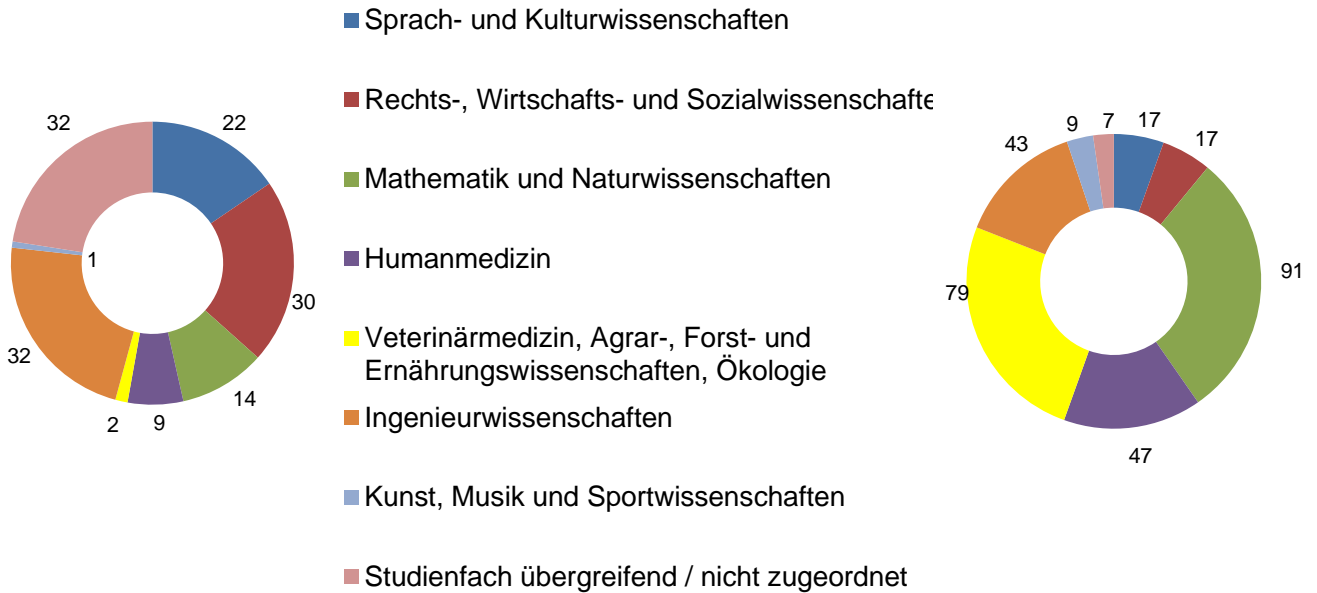 32
22
30
14
9
2
32
1
Sprach- und Kulturwissenschaften
Rechts-, Wirtschafts- und Sozialwissenschafte
Mathematik und Naturwissenschaften
Humanmedizin
Veterinärmedizin, Agrar-, Forst- und
Ernährungswissenschaften, Ökologie
Ingenieurwissenschaften
Kunst, Musik und Sportwissenschaften
Studienfach übergreifend / nicht zugeordnet
43
9
7
17
17
91
47
79